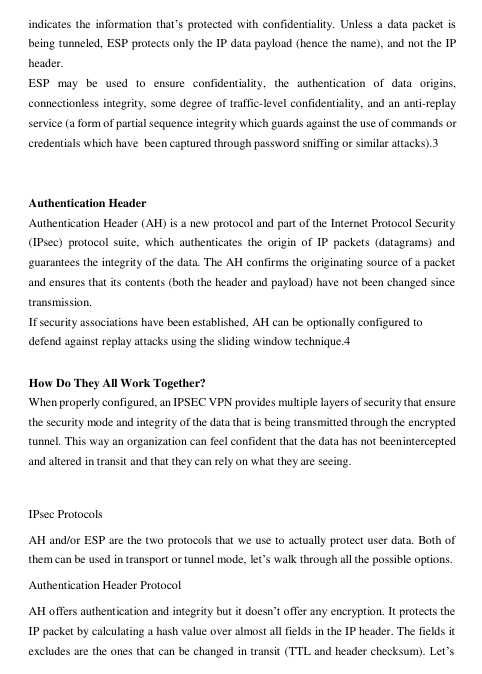 indicates the information that’s protected with confidentiality. Unless a data packet is
being tunneled, ESP protects only the IP data payload (hence the name), and not the IP
header.
ESP may be used to ensure confidentiality, the authentication of data origins,
connectionless integrity, some degree of traffic-level confidentiality, and an anti-replay
service (a form of partial sequence integrity which guards against the use of commands or
credentials which have  been captured through password sniffing or similar attacks).3
Authentication Header
Authentication Header (AH) is a new protocol and part of the Internet Protocol Security
(IPsec) protocol suite, which authenticates the origin of IP packets (datagrams) and
guarantees the integrity of the data. The AH confirms the originating source of a packet
and ensures that its contents (both the header and payload) have not been changed since
transmission.
If security associations have been established, AH can be optionally configured to
defend against replay attacks using the sliding window technique.4
How Do They All Work Together?
When properly configured, an IPSEC VPN provides multiple layers of security that ensure
the security mode and integrity of the data that is being transmitted through the encrypted
tunnel. This way an organization can feel confident that the data has not beenintercepted
and altered in transit and that they can rely on what they are seeing.
IPsec Protocols
AH and/or ESP are the two protocols that we use to actually protect user data. Both of
them can be used in transport or tunnel mode, let’s walk through all the possible options.
Authentication Header Protocol
AH offers authentication and integrity but it doesn’t offer any encryption. It protects the
IP packet by calculating a hash value over almost all fields in the IP header. The fields it
excludes are the ones that can be changed in transit (TTL and header checksum). Let’s